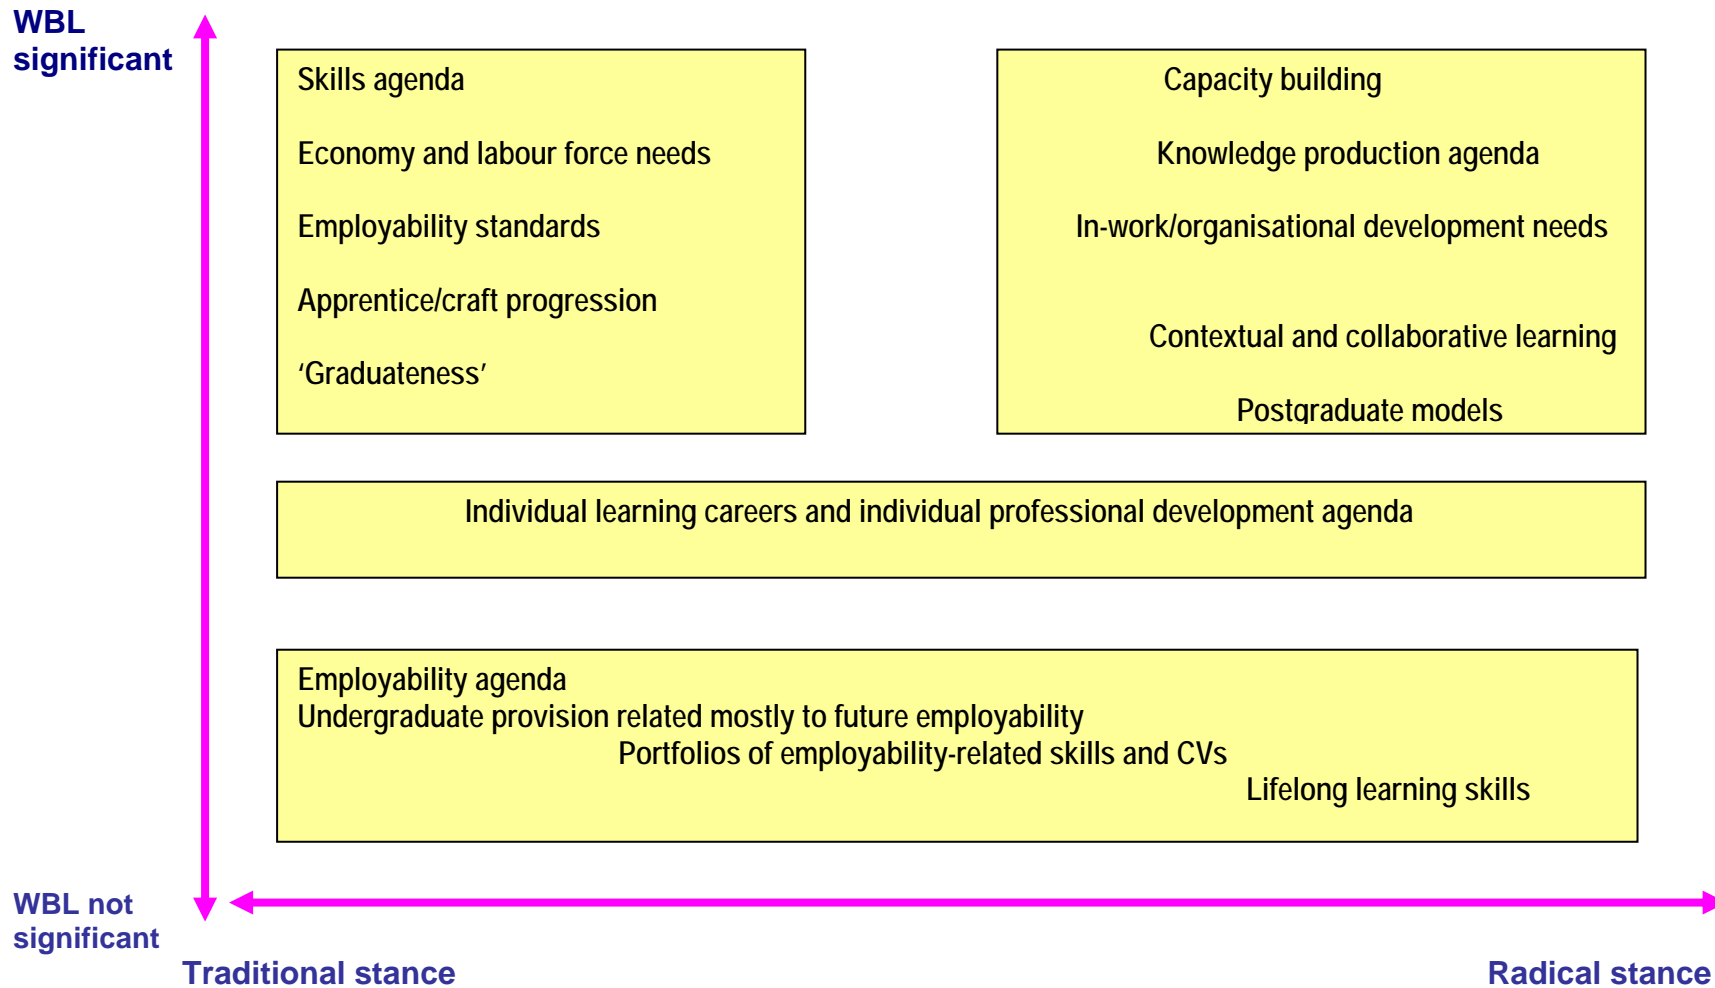 WBL
significant
Skills agenda
Economy and labour force needs
Employability standards
Apprentice/craft progression
‘Graduateness’
Capacity building
Knowledge production agenda
In-work/organisational development needs
Contextual and collaborative learning
Postgraduate models
Individual learning careers and individual professional development agenda
Employability agenda
Undergraduate provision related mostly to future employability
Portfolios of employability-related skills and CVs
Lifelong learning skills
WBL not
significant
Traditional stance
Radical stance